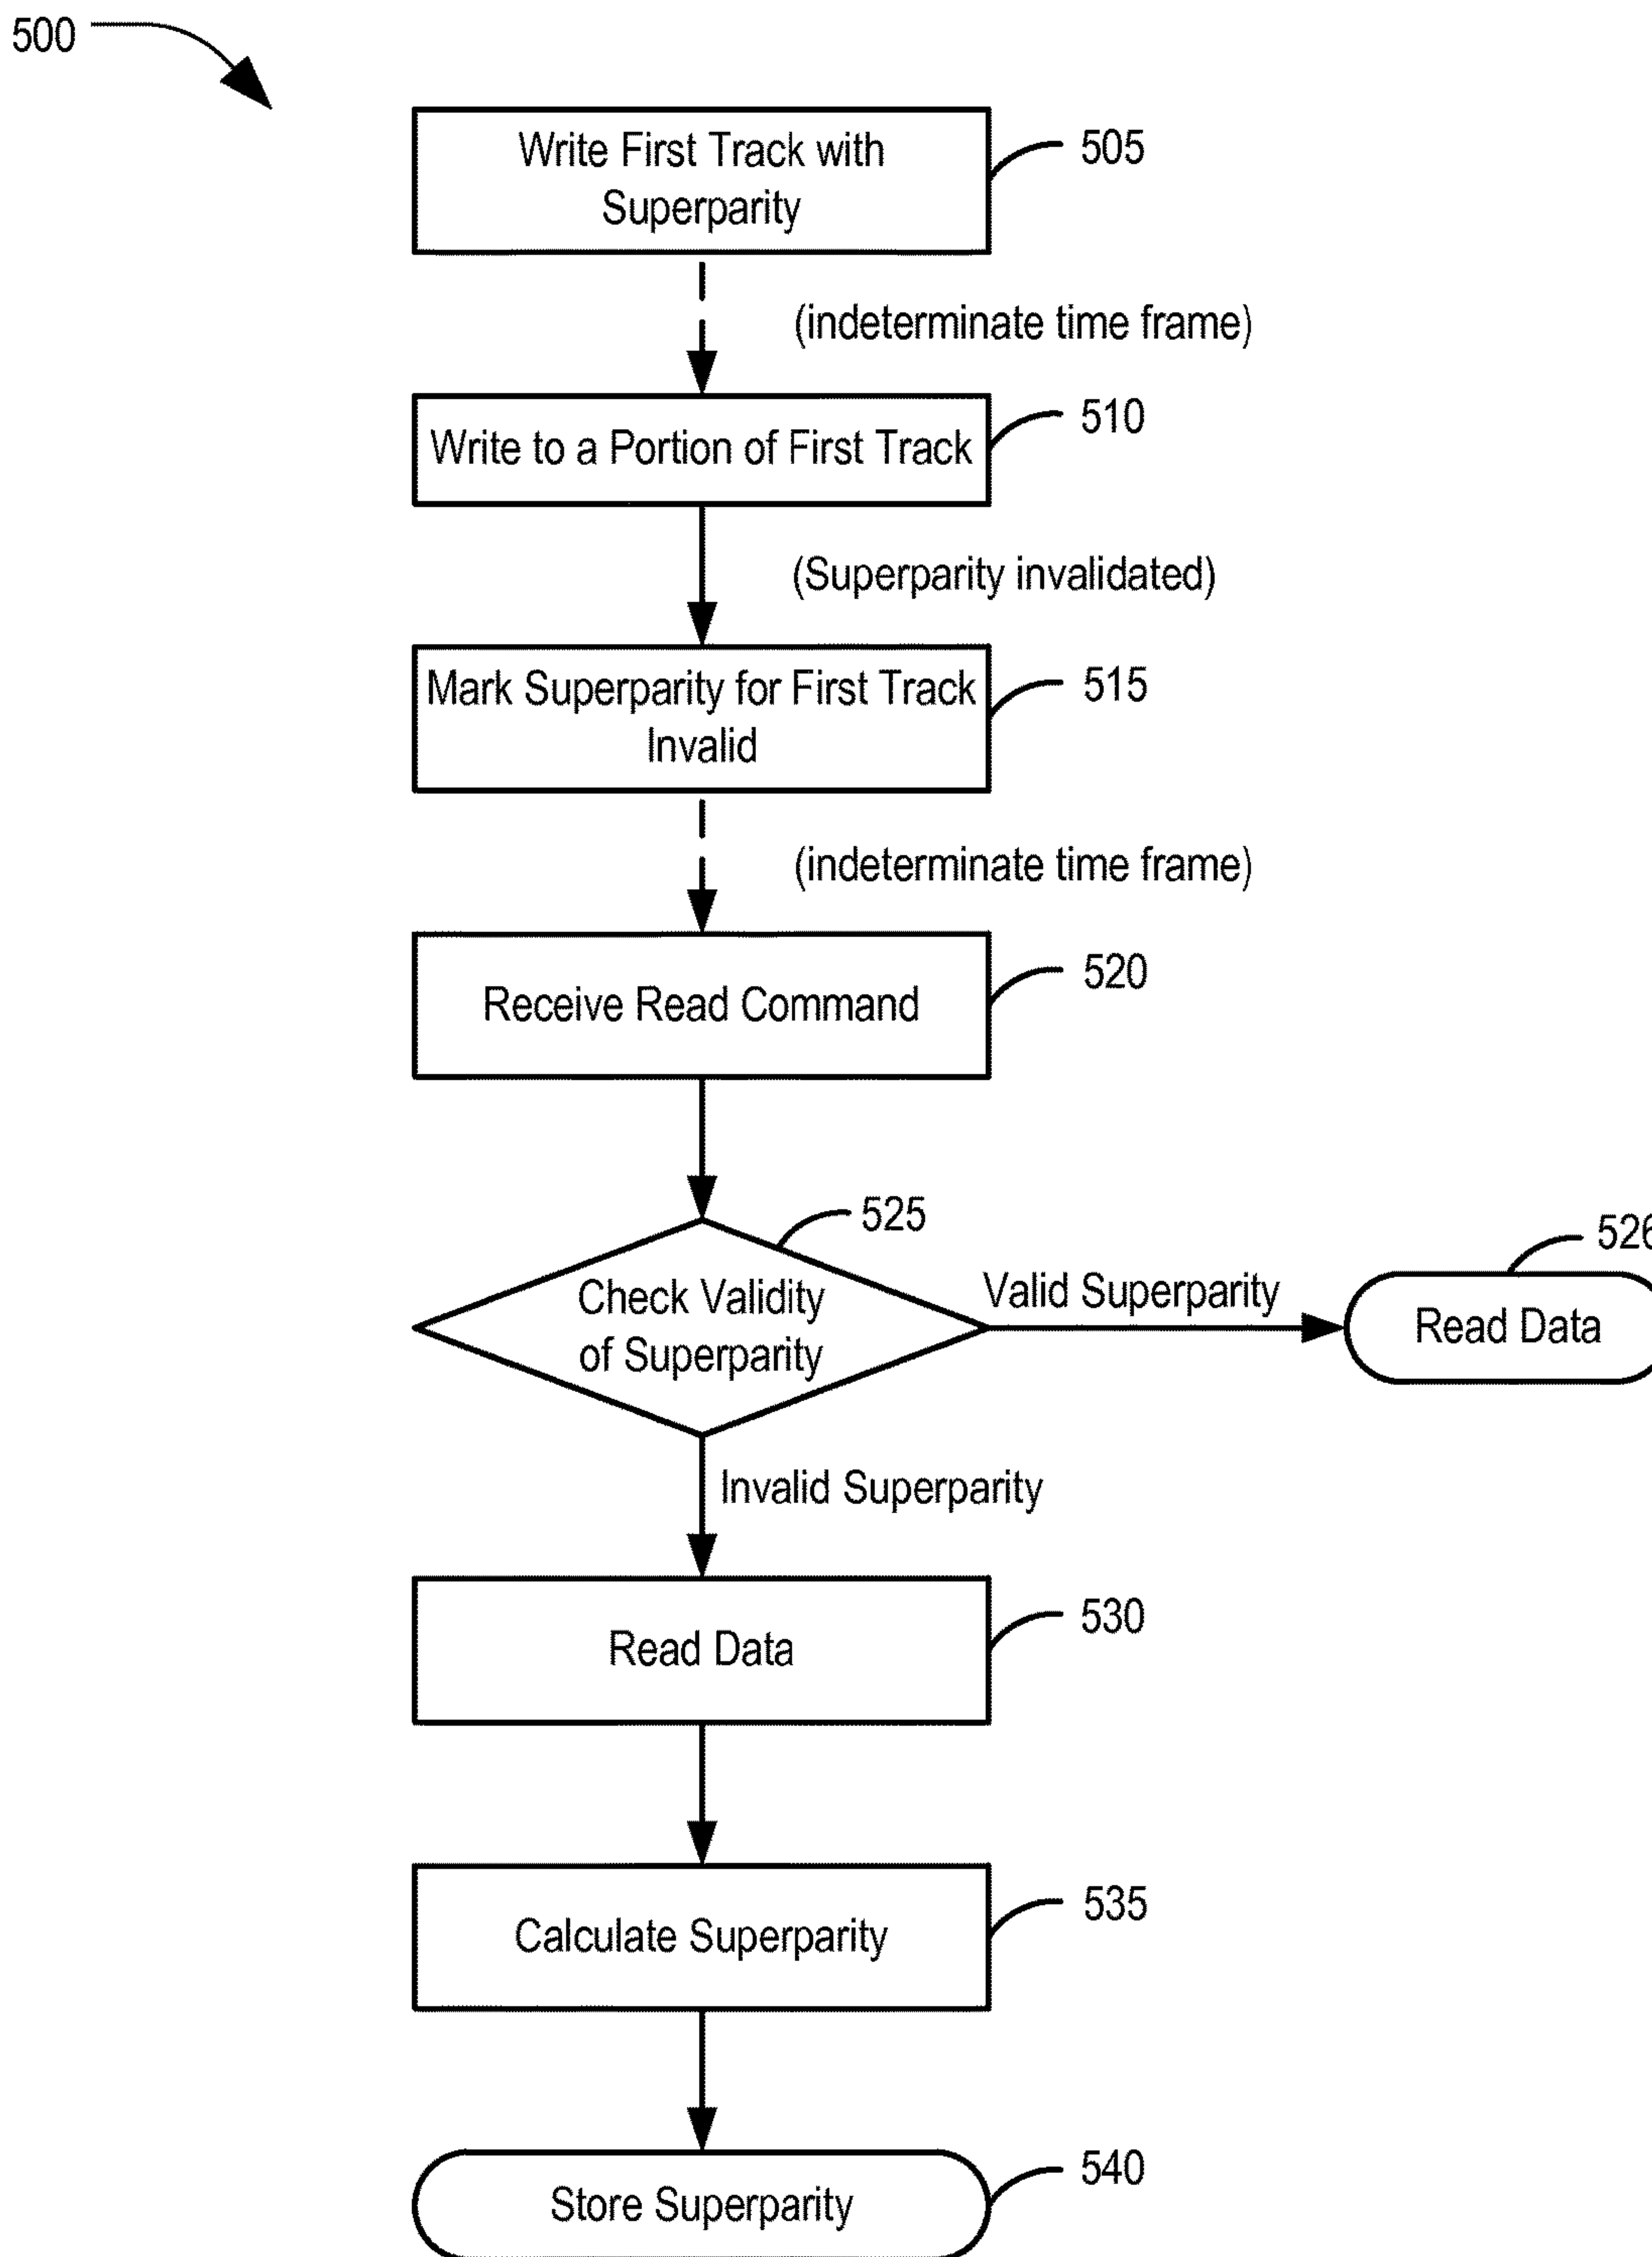 500
Write First Track with
Superparity
505
(indeterminate time frame)
Write to a Portion of First Track
510
(Superparity invalidated)
Mark Superparity for First Track
Invalid
515
(indeterminate time frame)
Receive Read Command
520
525
Check Validity
of Superparity
Valid Superparity
526
Read Data
Invalid Superparity
Read Data
530
Calculate Superparity
535
Store Superparity
540